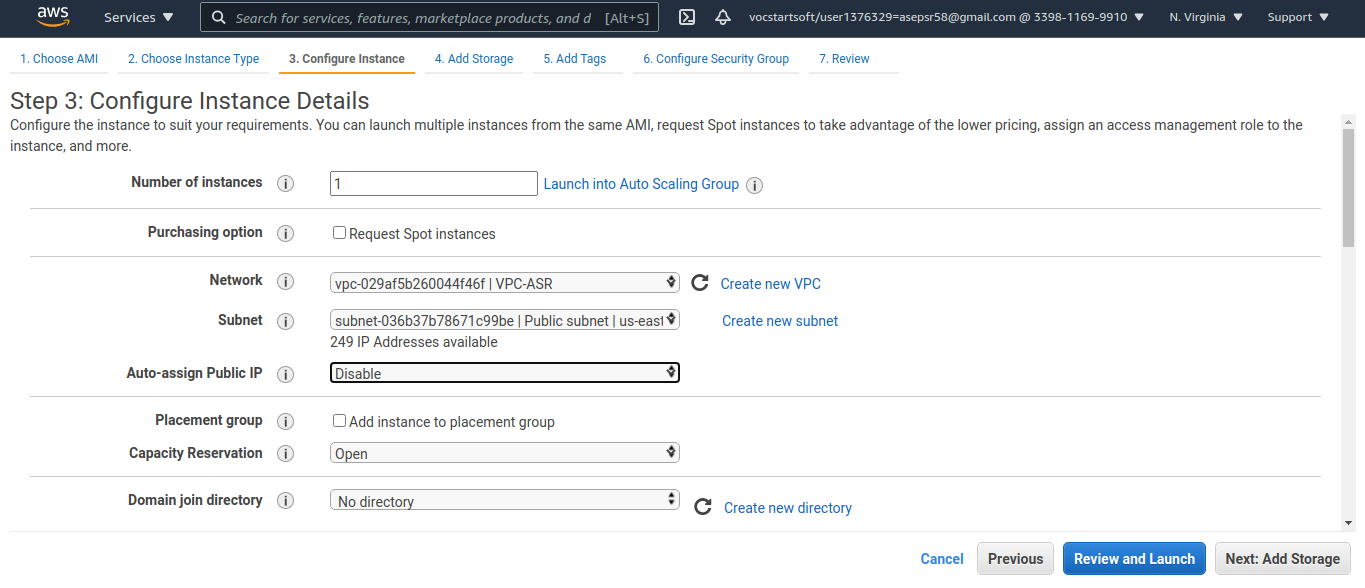 aws Services Search for services, features, marketplace products, and d [Alt+S] vocstartsoft/user1376329=asepsr58@gmail.com @ 3398-1169-9910 N. Virginia Support
1. Choose AMI 2. Choose Instance Type 3. Configure Instance 4. Add Storage 5. Add Tags 6. Configure Security Group 7. Review
Step 3: Configure Instance Details
Configure the instance to suit your requirements. You can launch multiple instances from the same AMI, request Spot instances to take advantage of the lower pricing, assign an access management role to the
instance, and more.
Number of instances i 1 Launch into Auto Scaling Group i
Purchasing option i Request Spot instances
Network i vpc-029af5b260044f46f | VPC-ASR Create new VPC
Subnet i subnet-036b37b78671c99be | Public subnet | us-east Create new subnet
249 IP Addresses available
Auto-assign Public IP i Disable
Placement group i Add instance to placement group
Capacity Reservation i Open
Domain join directory i No directory Create new directory
Cancel Previous Review and Launch Next: Add Storage